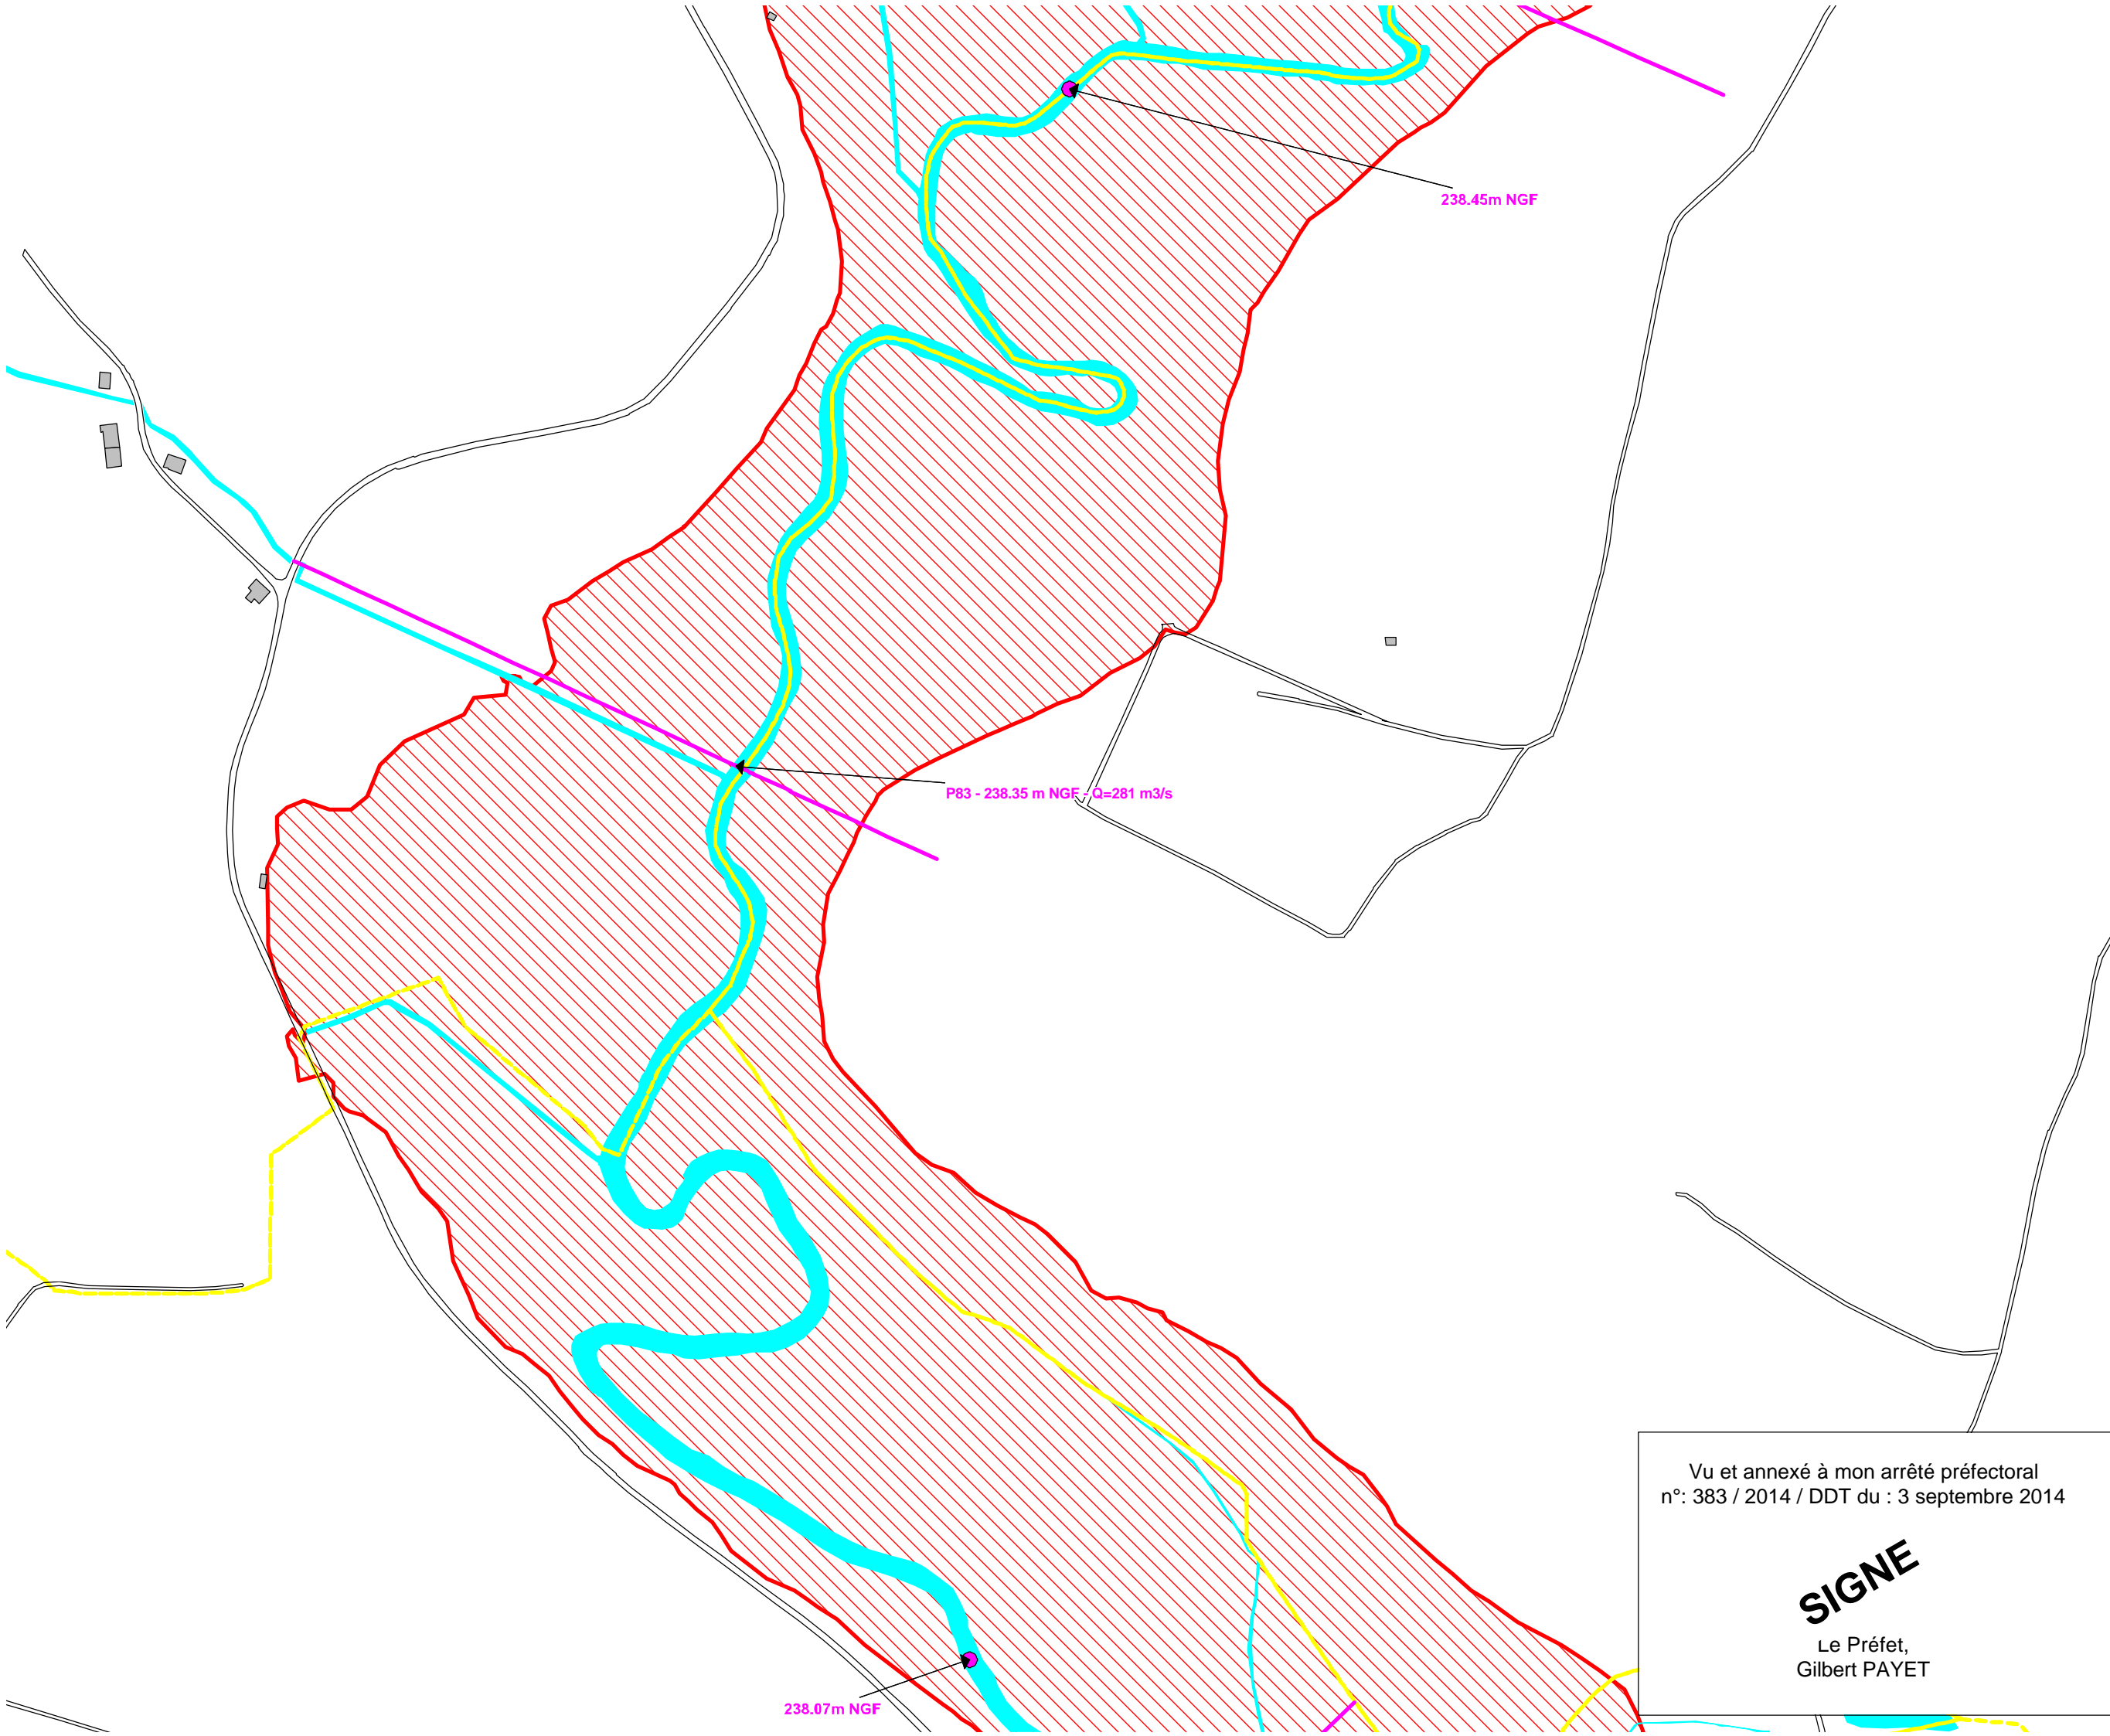 238.45m NGF
P83 - 238.35 m NGF - Q=281 m3/s
Vu et annexé à mon arrêté préfectoral
n°: 383 / 2014 / DDT du : 3 septembre 2014
SIGNE
Le Préfet,
Gilbert PAYET
238.07m NGF